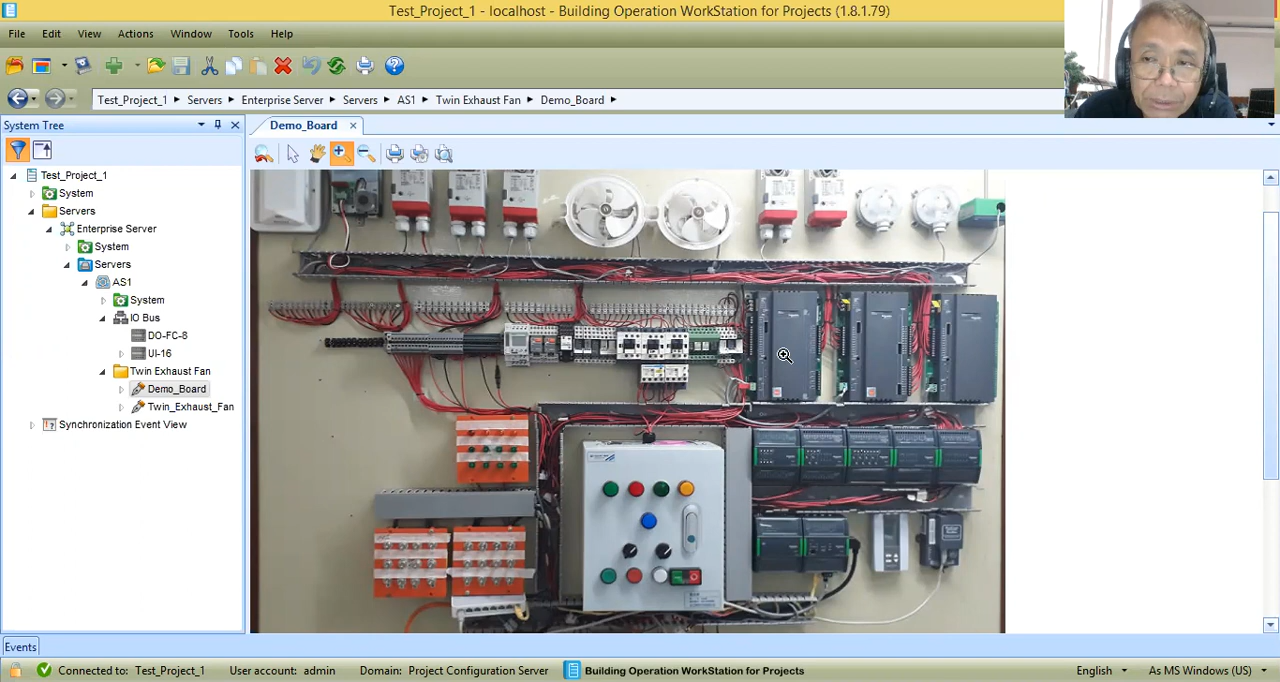 Test_Project_1 - localhost - Building Operation WorkStation for Projects (1.8.1.79)
File Edit View Actions Window Tools Help
Test_Project_1 Servers Enterprise Server Servers AS1 Twin Exhaust Fan Demo_Board
System Tree
Demo_Board
Test_Project_1
System
Servers
Enterprise Server
System
Servers
AS1
System
IO Bus
DO-FC-8
UI-16
Twin Exhaust Fan
Demo_Board
Twin_Exhaust_Fan
Synchronization Event View
Events
Connected to: Test_Project_1 User account: admin Domain: Project Configuration Server Building Operation WorkStation for Projects English As MS Windows (US)